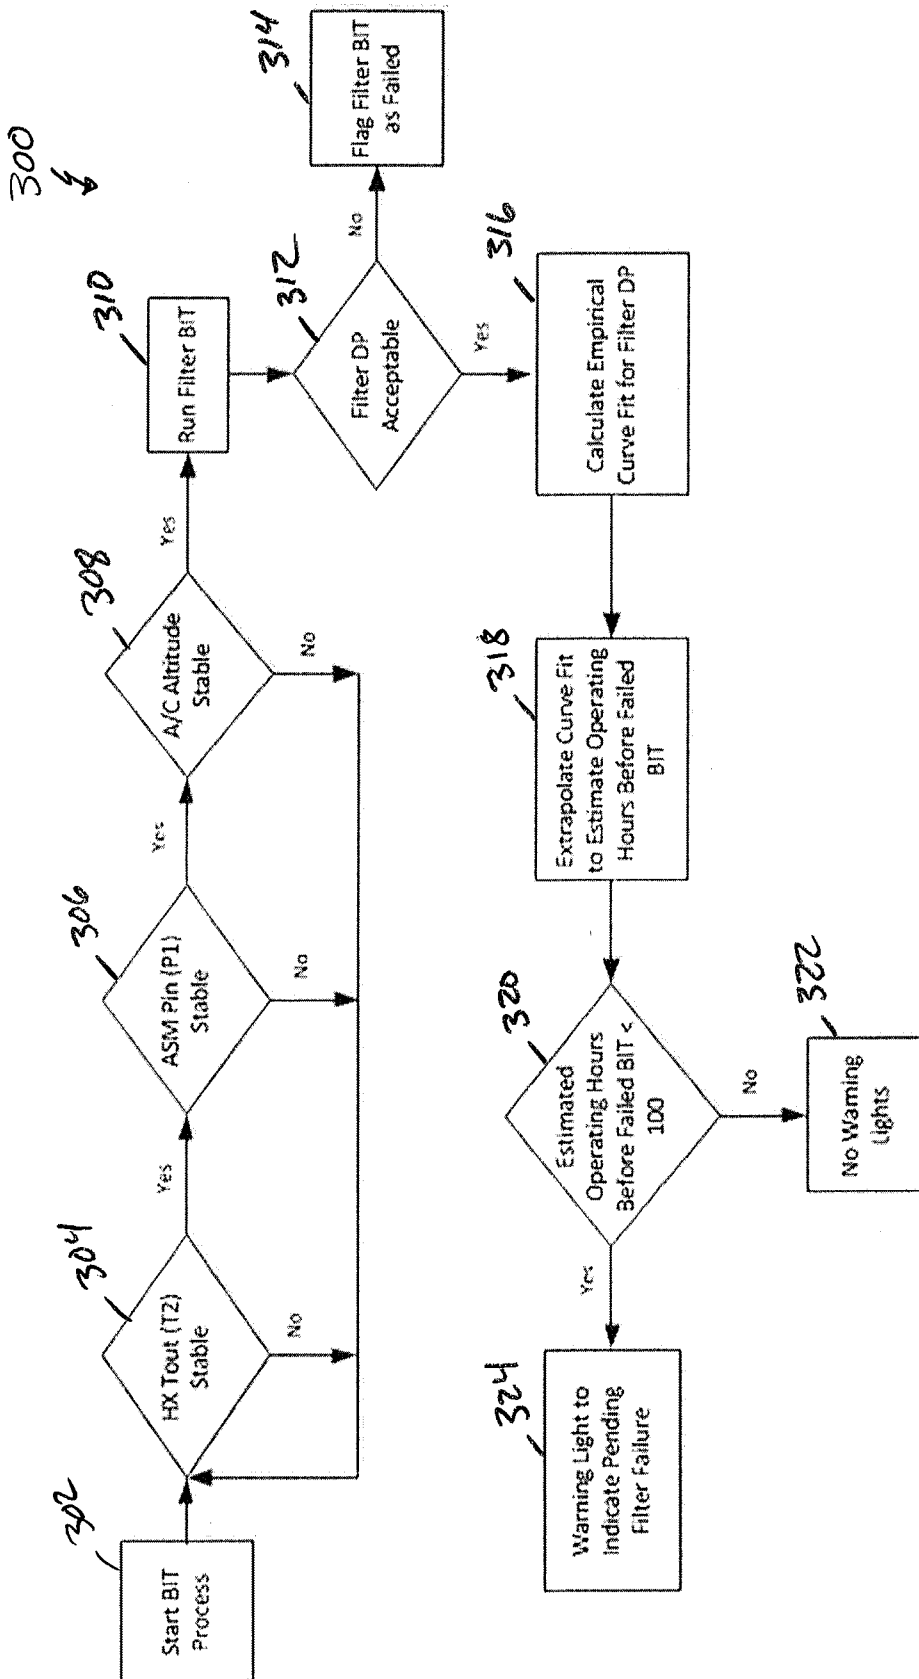 300
302
Start BIT
Process
304
HX Tout (T2)
Stable
Yes
No
306
ASM Pin (P1)
Stable
Yes
No
308
A/C Altitude
Stable
Yes
No
310
Run Filter BIT
312
Filter DP
Acceptable
No
314
Flag Filter BIT
as Failed
Yes
316
Calculate Empirical
Curve Fit for Filter DP
318
Extrapolate Curve Fit
to Estimate Operating
Hours Before Failed
BIT
320
Estimated
Operating Hours
Before Failed BIT <
100
No
322
No Warning
Lights
Yes
324
Warning Light to
Indicate Pending
Filter Failure